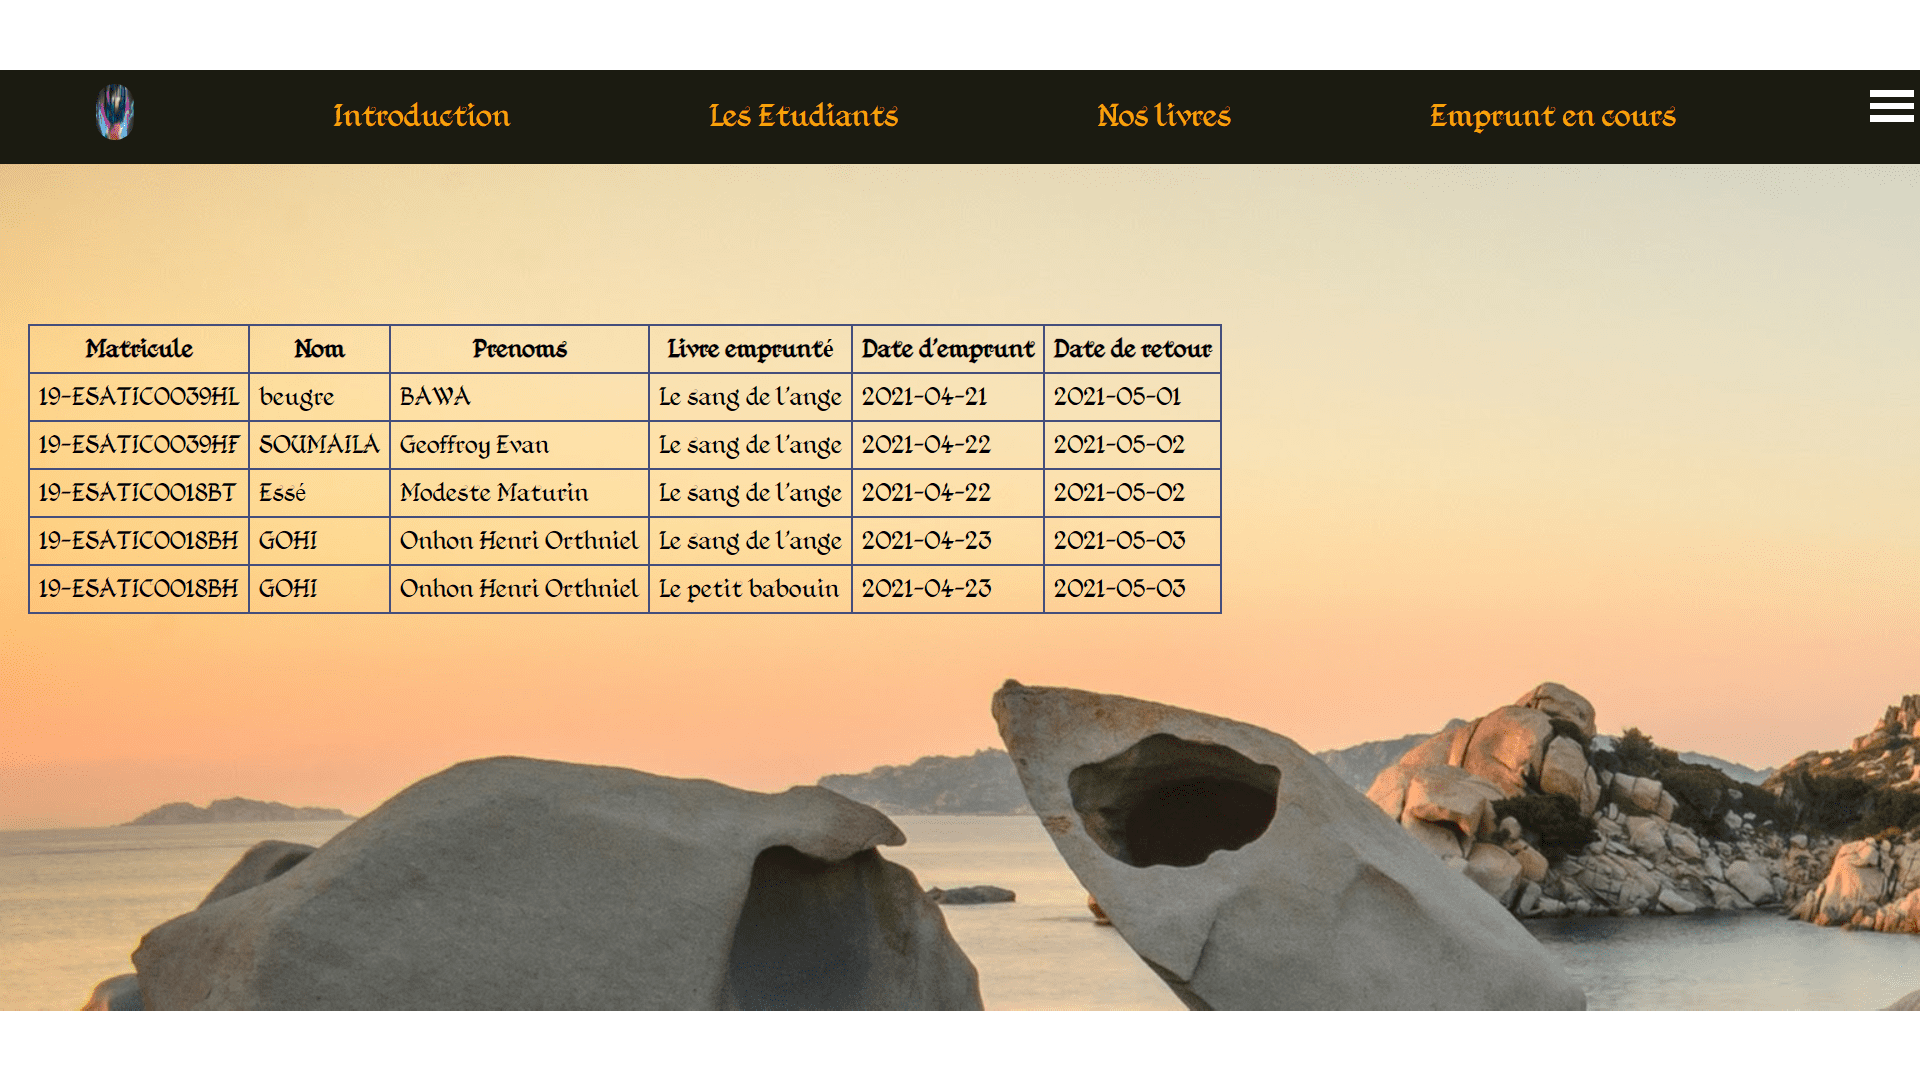 Introduction Les Etudiants Nos livres Emprunt en cours
Matricule Nom Prenoms Livre emprunté Date d'emprunt Date de retour
19-ESATIC0039HL beugre BAWA Le sang de l'ange 2021-04-21 2021-05-01
19-ESATIC0039HF SOUMAILA Geoffroy Evan Le sang de l'ange 2021-04-22 2021-05-02
19-ESATIC0018BT Essé Modeste Maturin Le sang de l'ange 2021-04-22 2021-05-02
19-ESATIC0018BH GOHI Onhon Henri Orthniel Le sang de l'ange 2021-04-23 2021-05-03
19-ESATIC0018BH GOHI Onhon Henri Orthniel Le petit babouin 2021-04-23 2021-05-03